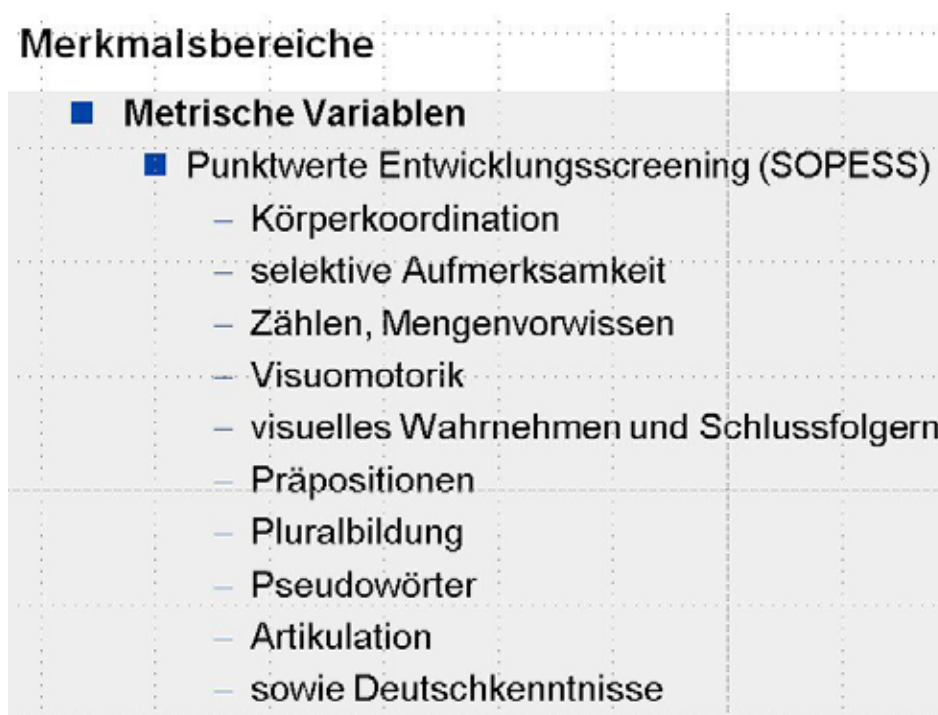 Merkmalsbereiche
Metrische Variablen
Punktwerte Entwicklungsscreening (SOPESS)
– Körperkoordination
– selektive Aufmerksamkeit
– Zählen, Mengenvorwissen
– Visuomotorik
– visuelles Wahrnehmen und Schlussfolgern
– Präpositionen
– Pluralbildung
– Pseudowörter
– Artikulation
– sowie Deutschkenntnisse